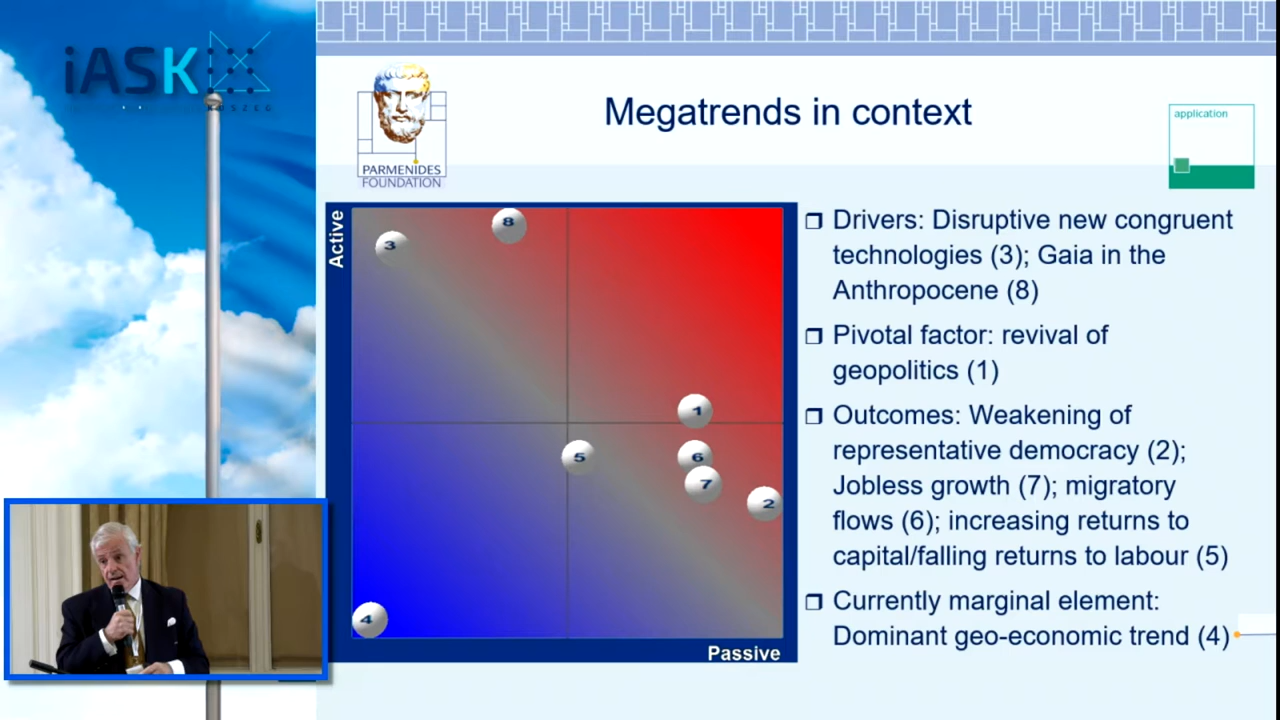 iASK
KOSZEG
PARMENIDES
FOUNDATION
Megatrends in context
application
Active
3
8
1
5
6
7
2
4
Passive
Drivers: Disruptive new congruent
technologies (3); Gaia in the
Anthropocene (8)
Pivotal factor: revival of
geopolitics (1)
Outcomes: Weakening of
representative democracy (2);
Jobless growth (7); migratory
flows (6); increasing returns to
capital/falling returns to labour (5)
Currently marginal element:
Dominant geo-economic trend (4)